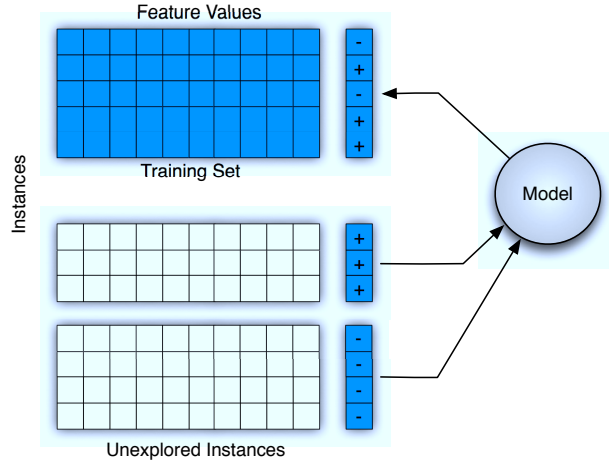 Feature Values
-
+
-
+
+
Training Set
Instances
Model
+
+
+
-
-
-
-
Unexplored Instances